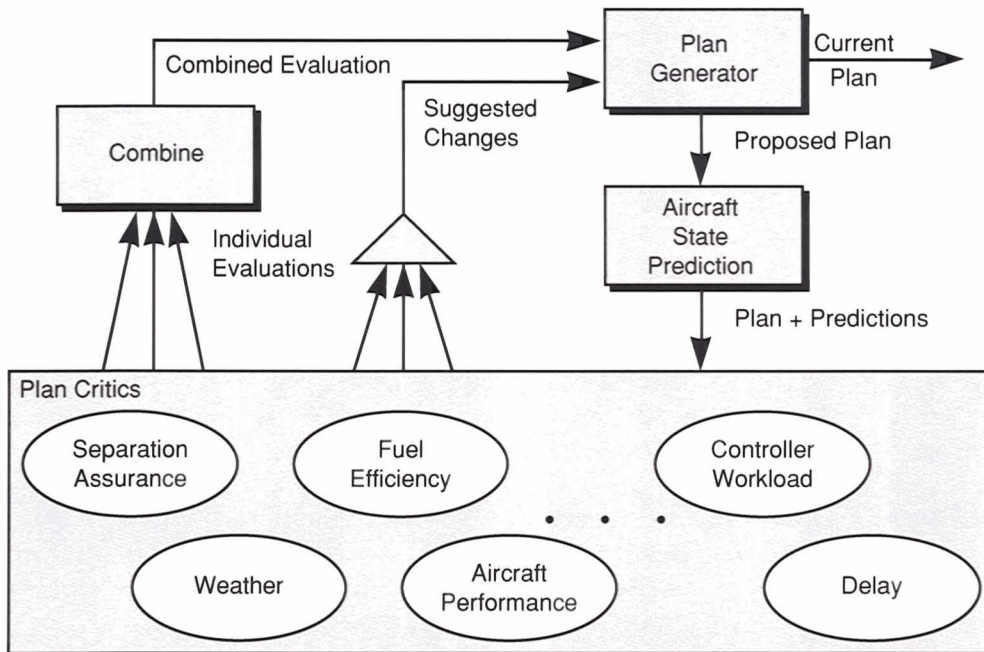 Plan
Generator
Current
Plan
Combined Evaluation
Suggested
Changes
Combine
Proposed Plan
Individual
Evaluations
Aircraft
State
Prediction
Plan + Predictions
Plan Critics
Separation
Assurance
Fuel
Efficiency
Controller
Workload
Weather
Aircraft
Performance
Delay